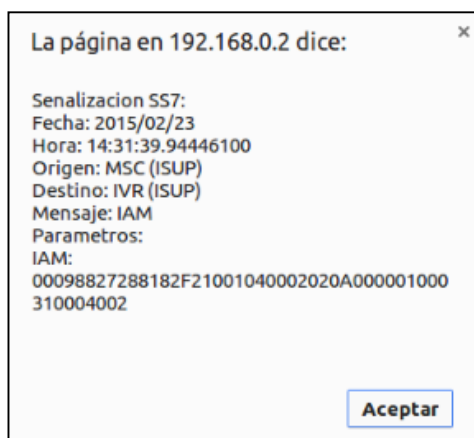 La página en 192.168.0.2 dice:
Senalizacion SS7:
Fecha: 2015/02/23
Hora: 14:31:39.94446100
Origen: MSC (ISUP)
Destino: IVR (ISUP)
Mensaje: IAM
Parametros:
IAM:
00098827288182F21001040002020A000001000
310004002
Aceptar